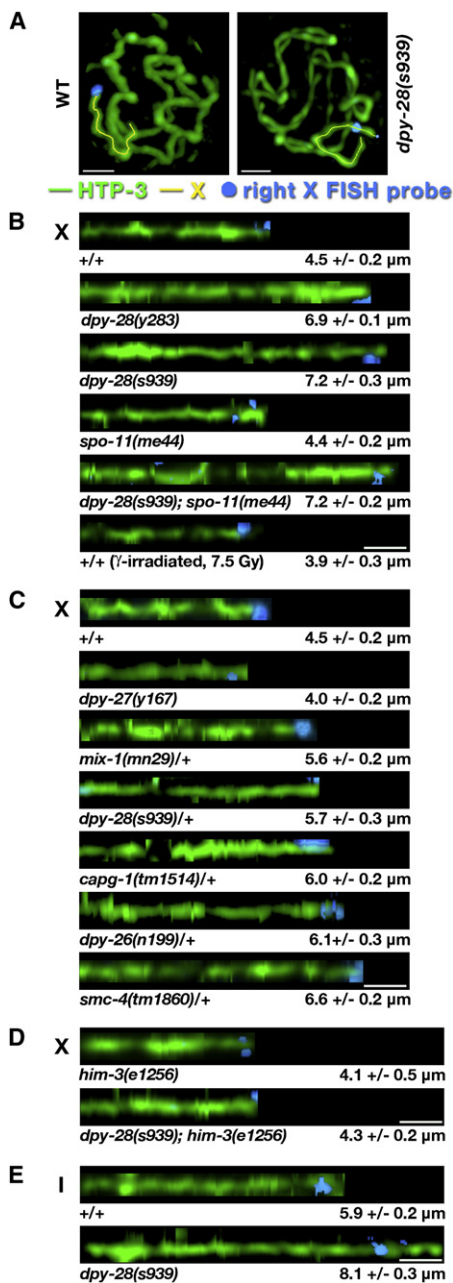 A
WT
dpy-28(s939)
HTP-3 X right X FISH probe
B
X
+/+ 4.5 +/- 0.2 µm
dpy-28(y283) 6.9 +/- 0.1 µm
dpy-28(s939) 7.2 +/- 0.3 µm
spo-11(me44) 4.4 +/- 0.2 µm
dpy-28(s939); spo-11(me44) 7.2 +/- 0.2 µm
+/+ (γ-irradiated, 7.5 Gy) 3.9 +/- 0.3 µm
C
X
+/+ 4.5 +/- 0.2 µm
dpy-27(y167) 4.0 +/- 0.2 µm
mix-1(mn29)/+ 5.6 +/- 0.2 µm
dpy-28(s939)/+ 5.7 +/- 0.3 µm
capg-1(tm1514)/+ 6.0 +/- 0.2 µm
dpy-26(n199)/+ 6.1+/- 0.3 µm
smc-4(tm1860)/+ 6.6 +/- 0.2 µm
D
X
him-3(e1256) 4.1 +/- 0.5 µm
dpy-28(s939); him-3(e1256) 4.3 +/- 0.2 µm
E
I
+/+ 5.9 +/- 0.2 µm
dpy-28(s939) 8.1 +/- 0.3 µm